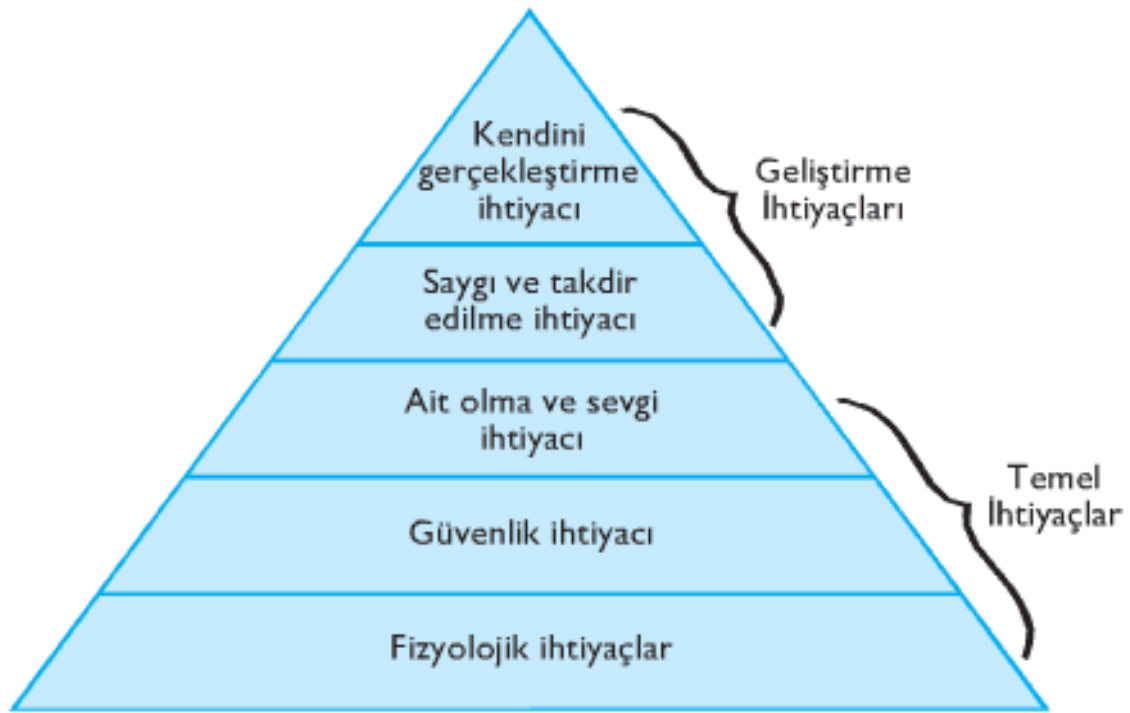 Kendini
gerçekleştirme
ihtiyacı
Geliştirme
İhtiyaçları
Saygı ve takdir
edilme ihtiyacı
Ait olma ve sevgi
ihtiyacı
Temel
İhtiyaçlar
Güvenlik ihtiyacı
Fizyolojik ihtiyaçlar